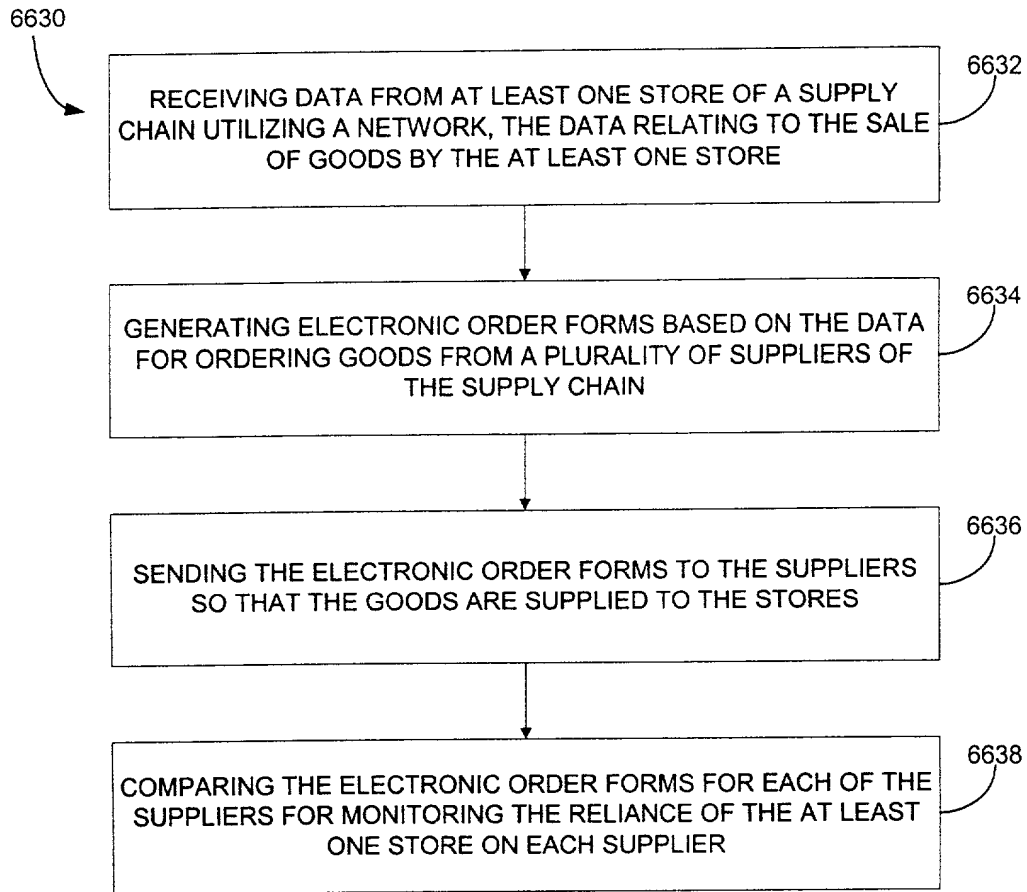 6630
6632
RECEIVING DATA FROM AT LEAST ONE STORE OF A SUPPLY
CHAIN UTILIZING A NETWORK, THE DATA RELATING TO THE SALE
OF GOODS BY THE AT LEAST ONE STORE
6634
GENERATING ELECTRONIC ORDER FORMS BASED ON THE DATA
FOR ORDERING GOODS FROM A PLURALITY OF SUPPLIERS OF
THE SUPPLY CHAIN
6636
SENDING THE ELECTRONIC ORDER FORMS TO THE SUPPLIERS
SO THAT THE GOODS ARE SUPPLIED TO THE STORES
6638
COMPARING THE ELECTRONIC ORDER FORMS FOR EACH OF THE
SUPPLIERS FOR MONITORING THE RELIANCE OF THE AT LEAST
ONE STORE ON EACH SUPPLIER